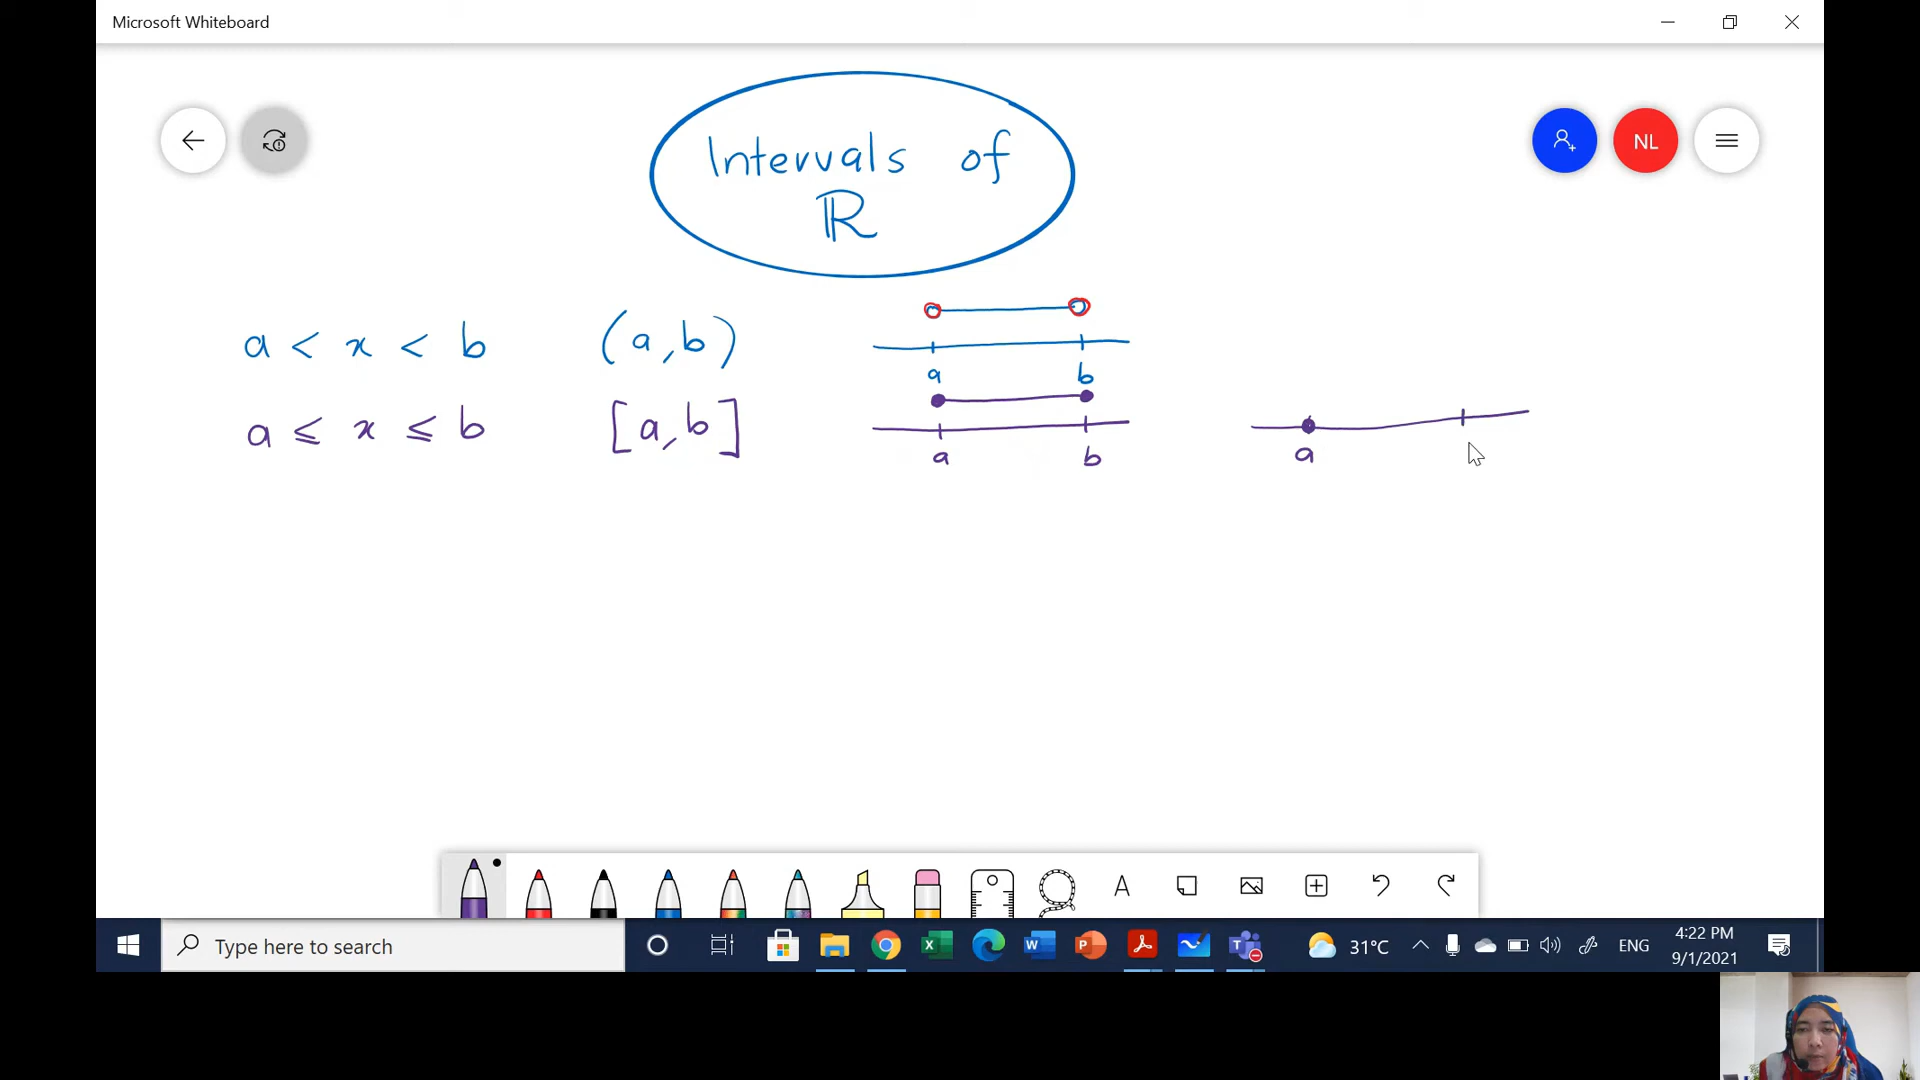 Microsoft Whiteboard
NL
Intervals of
ℝ
a < x < b (a,b)
a b
a ≤ x ≤ b [a,b]
a b a
A
Type here to search
31°C
ENG
4:22 PM
9/1/2021